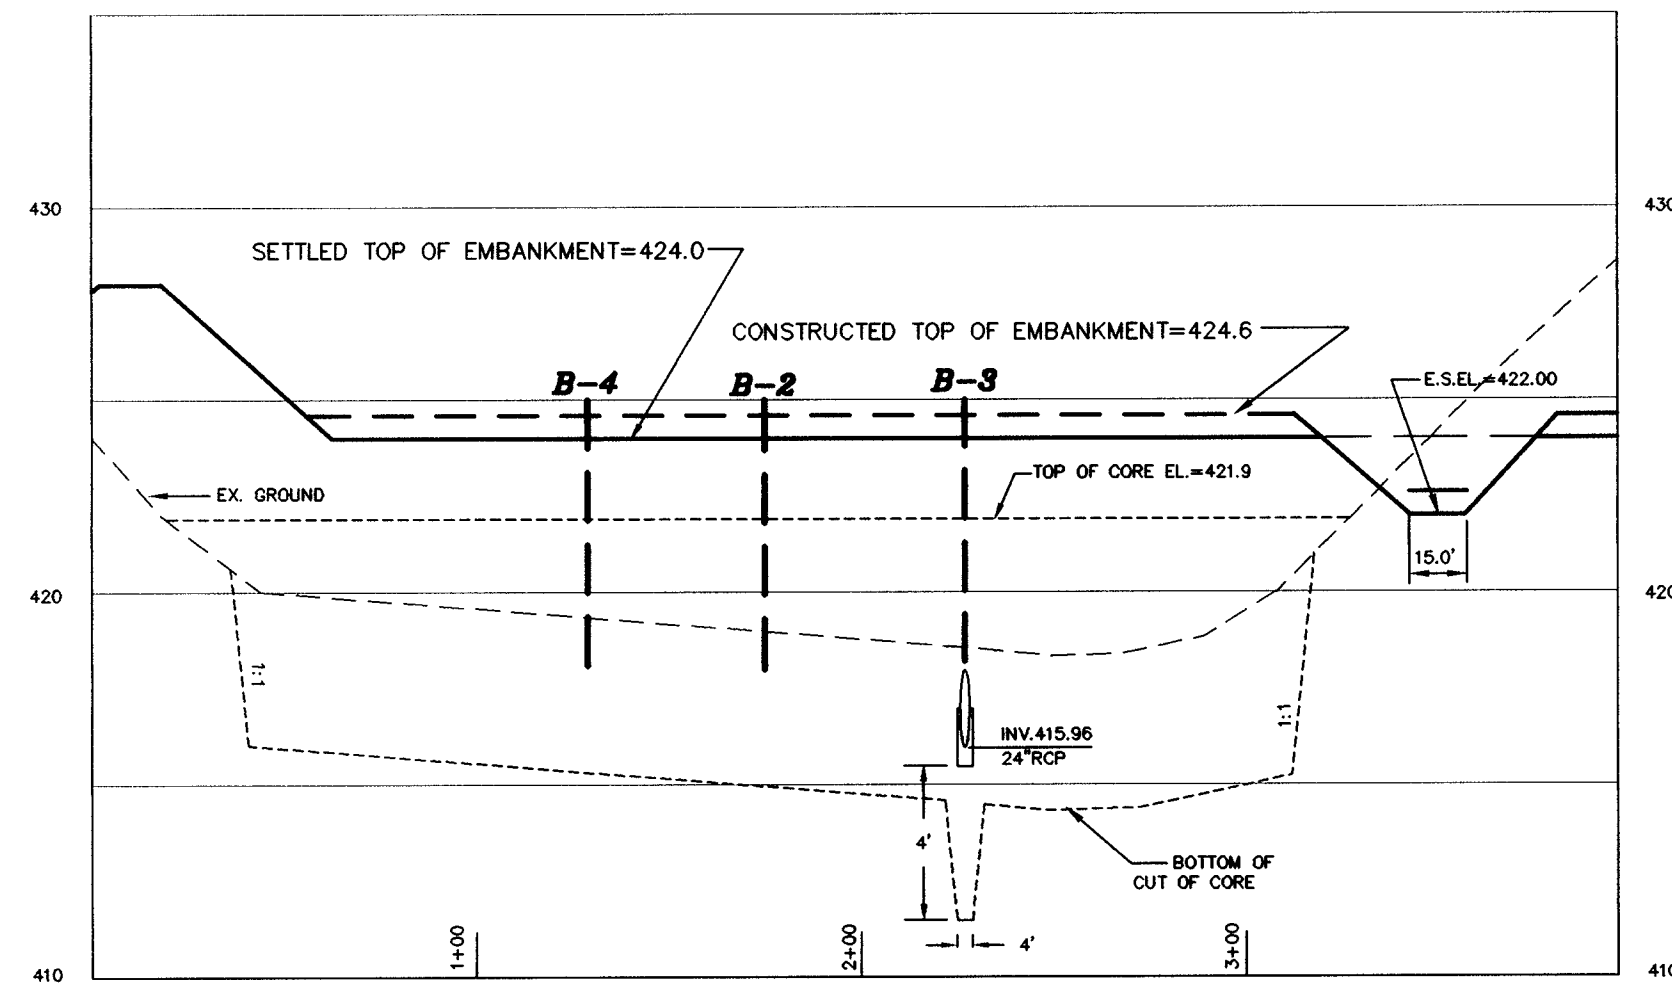 430
430
SETTLED TOP OF EMBANKMENT=424.0
CONSTRUCTED TOP OF EMBANKMENT=424.6
B-4
B-2
B-3
E.S.EL.=422.00
TOP OF CORE EL.=421.9
EX. GROUND
15.0'
420
420
1:1
1:1
INV.415.96
24"RCP
4'
BOTTOM OF
CUT OF CORE
1+00
2+00
3+00
4'
410
410